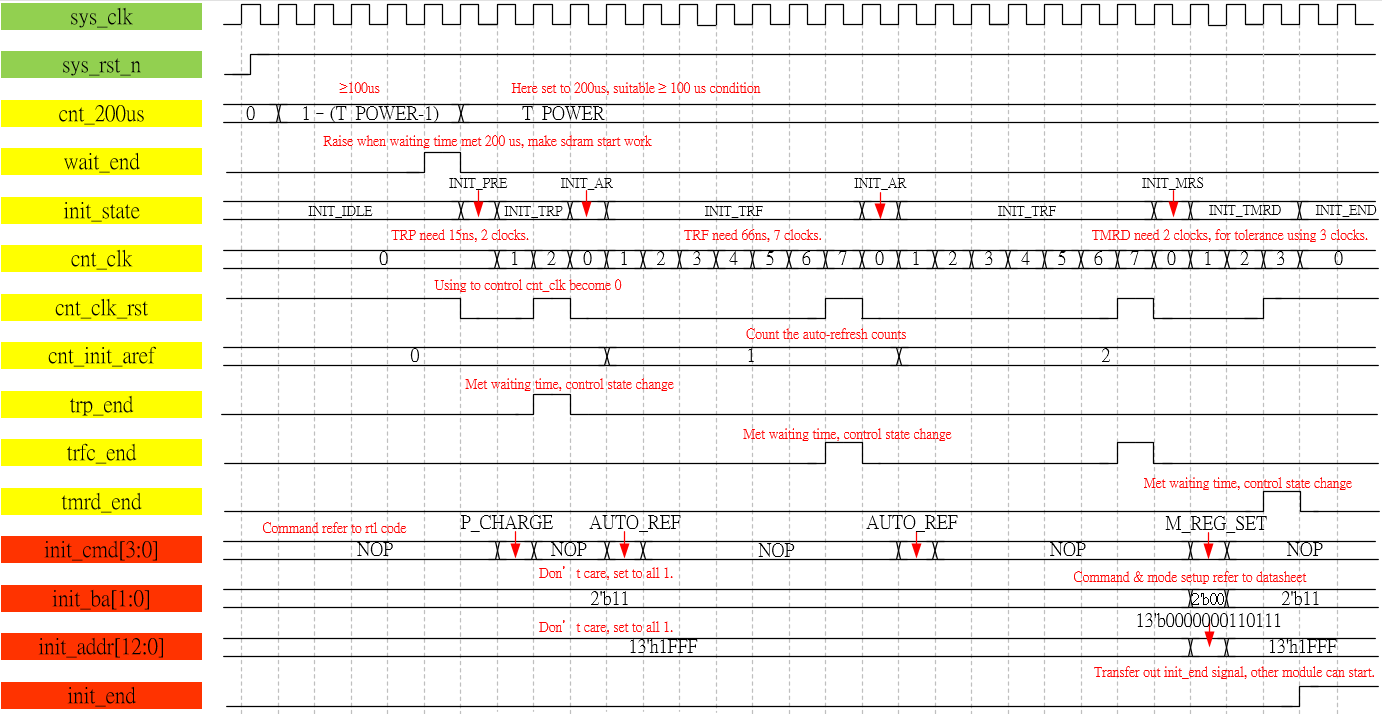 sys_clk
sys_rst_n
≥100us Here set to 200us, suitable ≥ 100 us condition
cnt_200us 0 1－(T POWER-1) T POWER
Raise when waiting time met 200 us, make sdram start work
wait_end
INIT_PRE INIT_AR INIT_AR INIT_MRS
init_state INIT_IDLE INIT_TRP INIT_TRF INIT_TRF INIT_TMRD INIT_END
TRP need 15ns, 2 clocks. TRF need 66ns, 7 clocks. TMRD need 2 clocks, for tolerance using 3 clocks.
cnt_clk 0 1 2 0 1 2 3 4 5 6 7 0 1 2 3 4 5 6 7 0 1 2 3 0
Using to control cnt_clk become 0
cnt_clk_rst
Count the auto-refresh counts
cnt_init_aref 0 1 2
Met waiting time, control state change
trp_end
Met waiting time, control state change
trfc_end
Met waiting time, control state change
tmrd_end
Command refer to rtl code P_CHARGE AUTO_REF AUTO_REF M_REG_SET
init_cmd[3:0] NOP NOP NOP NOP NOP
Don’t care, set to all 1. Command & mode setup refer to datasheet
init_ba[1:0] 2'b11 2'b00 2'b11
Don’t care, set to all 1. 13'b0000000110111
init_addr[12:0] 13'h1FFF 13'h1FFF
Transfer out init_end signal, other module can start.
init_end